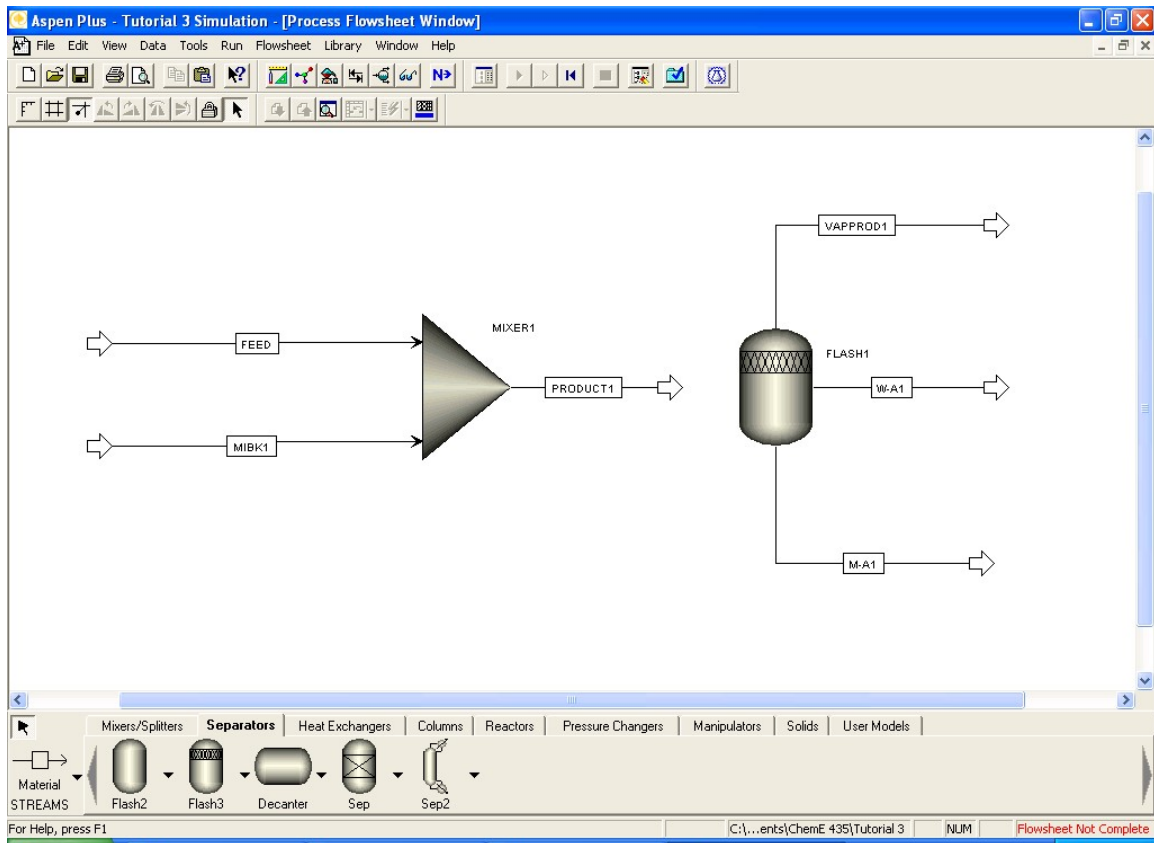 Aspen Plus - Tutorial 3 Simulation - [Process Flowsheet Window]
File Edit View Data Tools Run Flowsheet Library Window Help
N>
VAPPROD1
MIXER1
FEED
FLASH1
PRODUCT1
W-A1
MIBK1
M-A1
Mixers/Splitters Separators Heat Exchangers Columns Reactors Pressure Changers Manipulators Solids User Models
Material
STREAMS Flash2 Flash3 Decanter Sep Sep2
For Help, press F1 C:\...ents\ChemE 435\Tutorial 3 NUM Flowsheet Not Complete